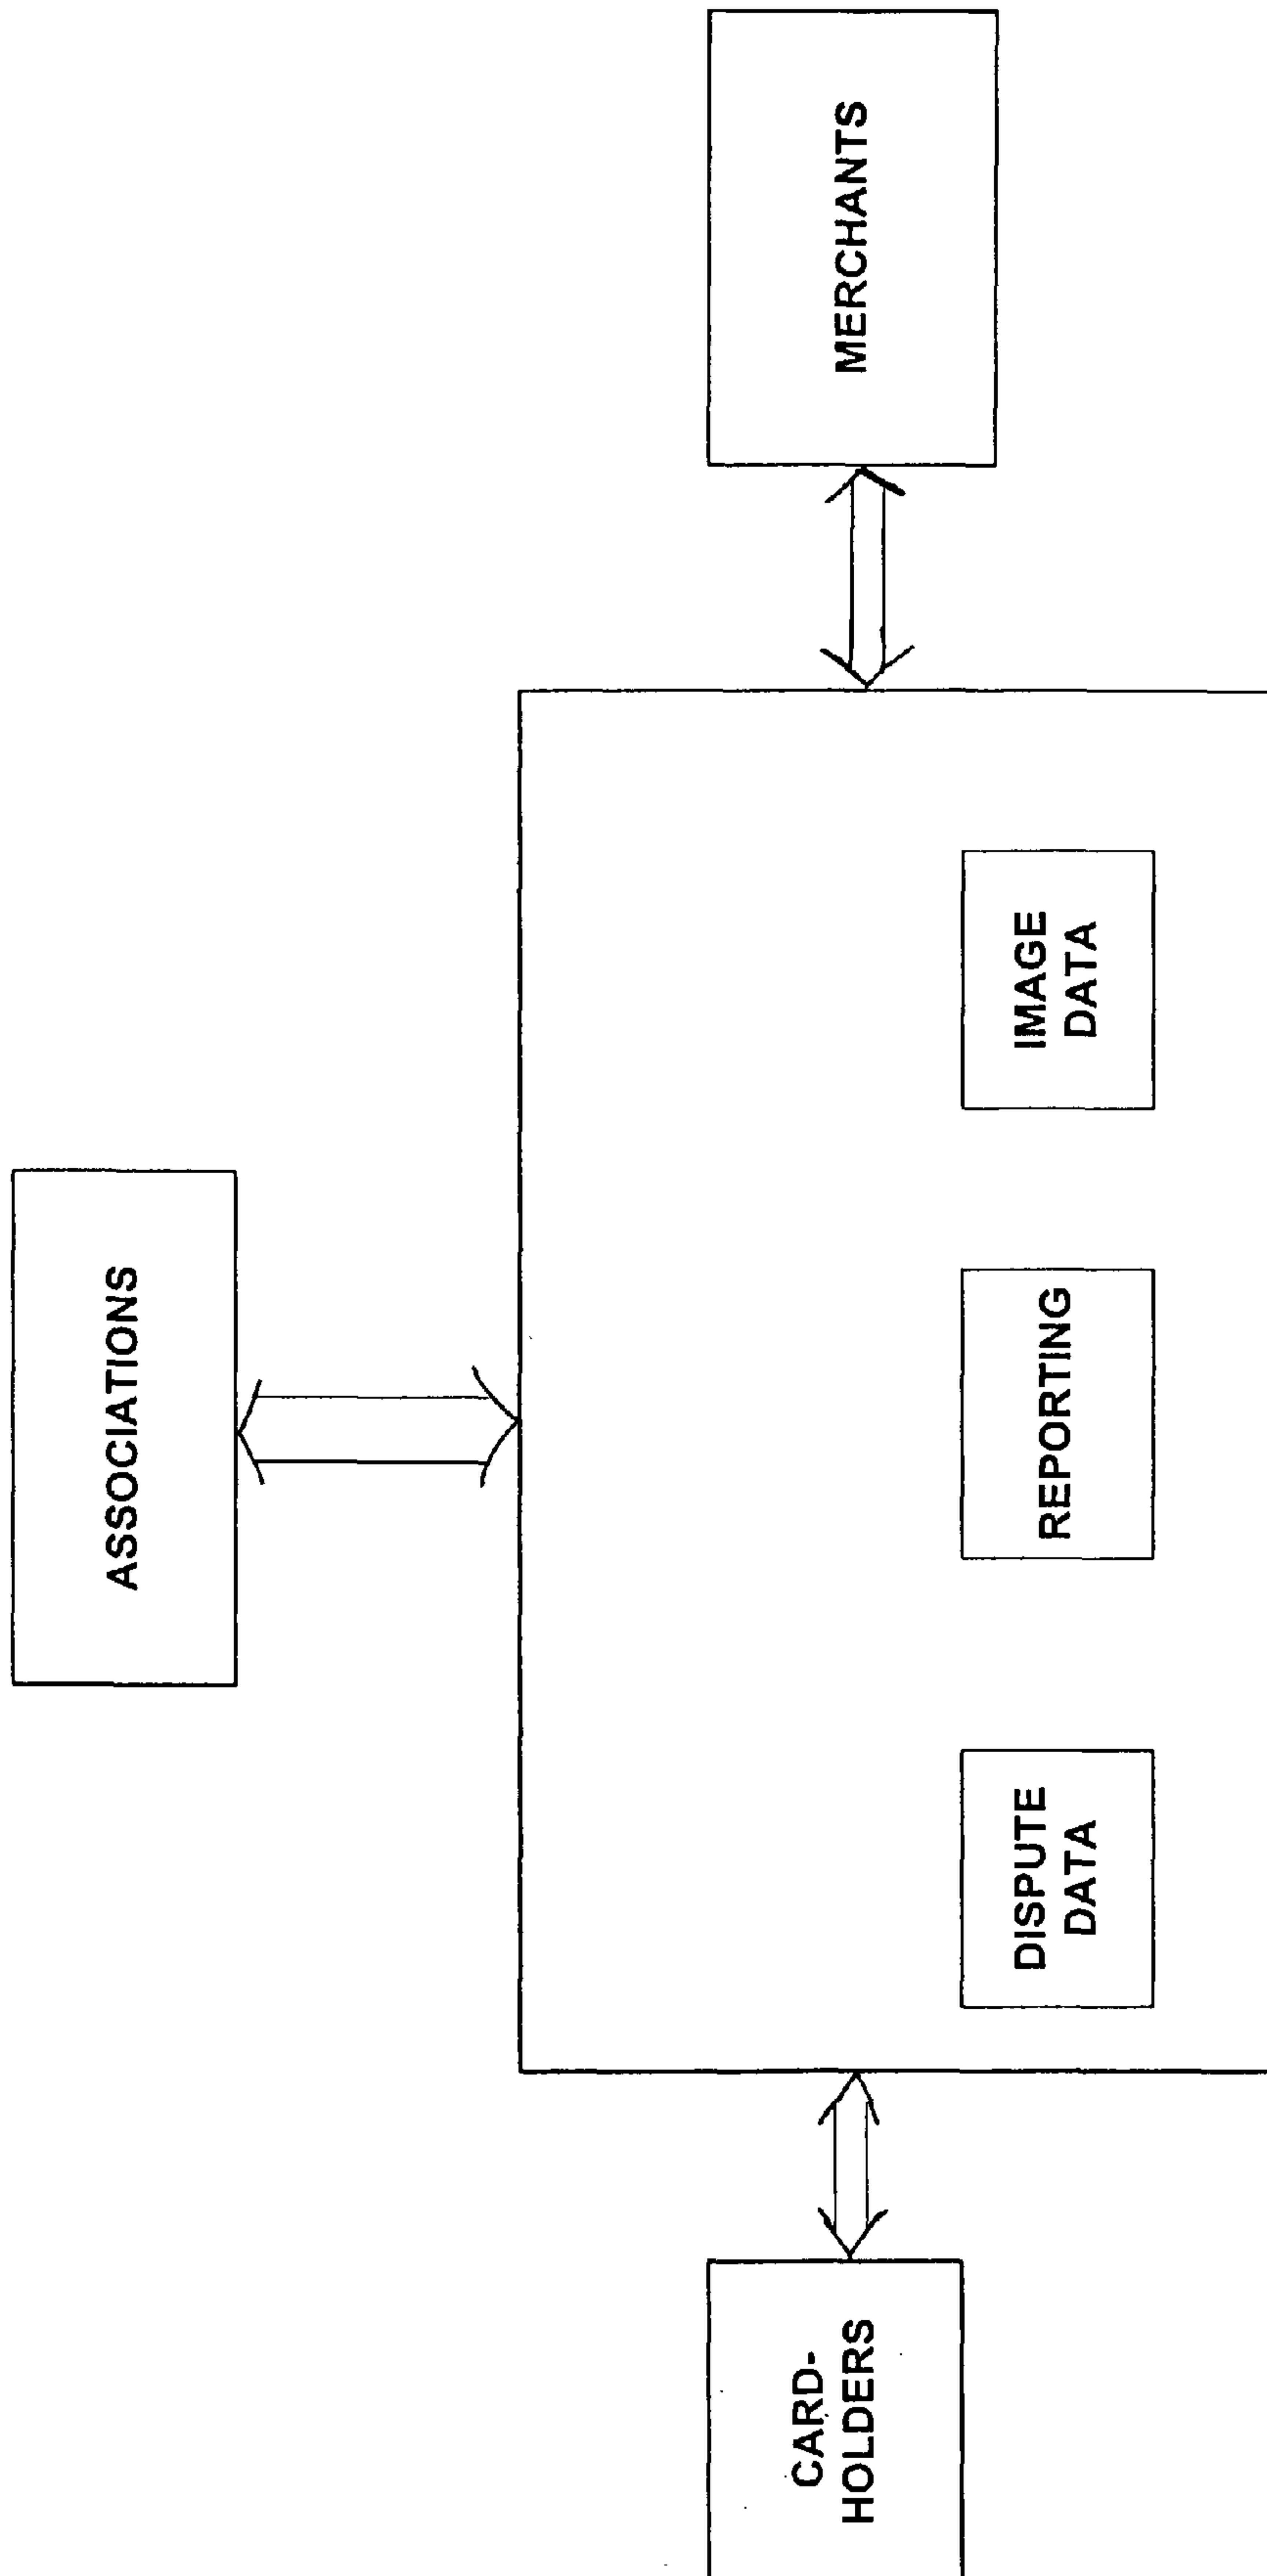 ASSOCIATIONS
CARD-
HOLDERS
MERCHANTS
DISPUTE
DATA
REPORTING
IMAGE
DATA